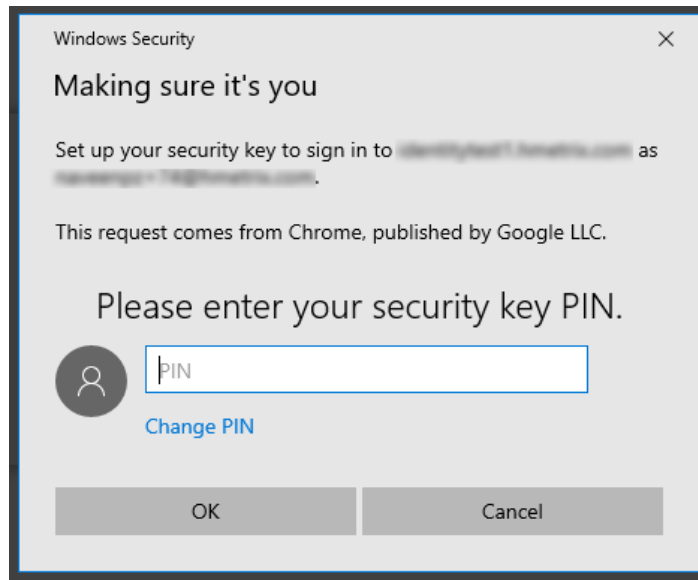 Windows Security
Making sure it's you
Set up your security key to sign in to as
.
This request comes from Chrome, published by Google LLC.
Please enter your security key PIN.
PIN
Change PIN
OK Cancel